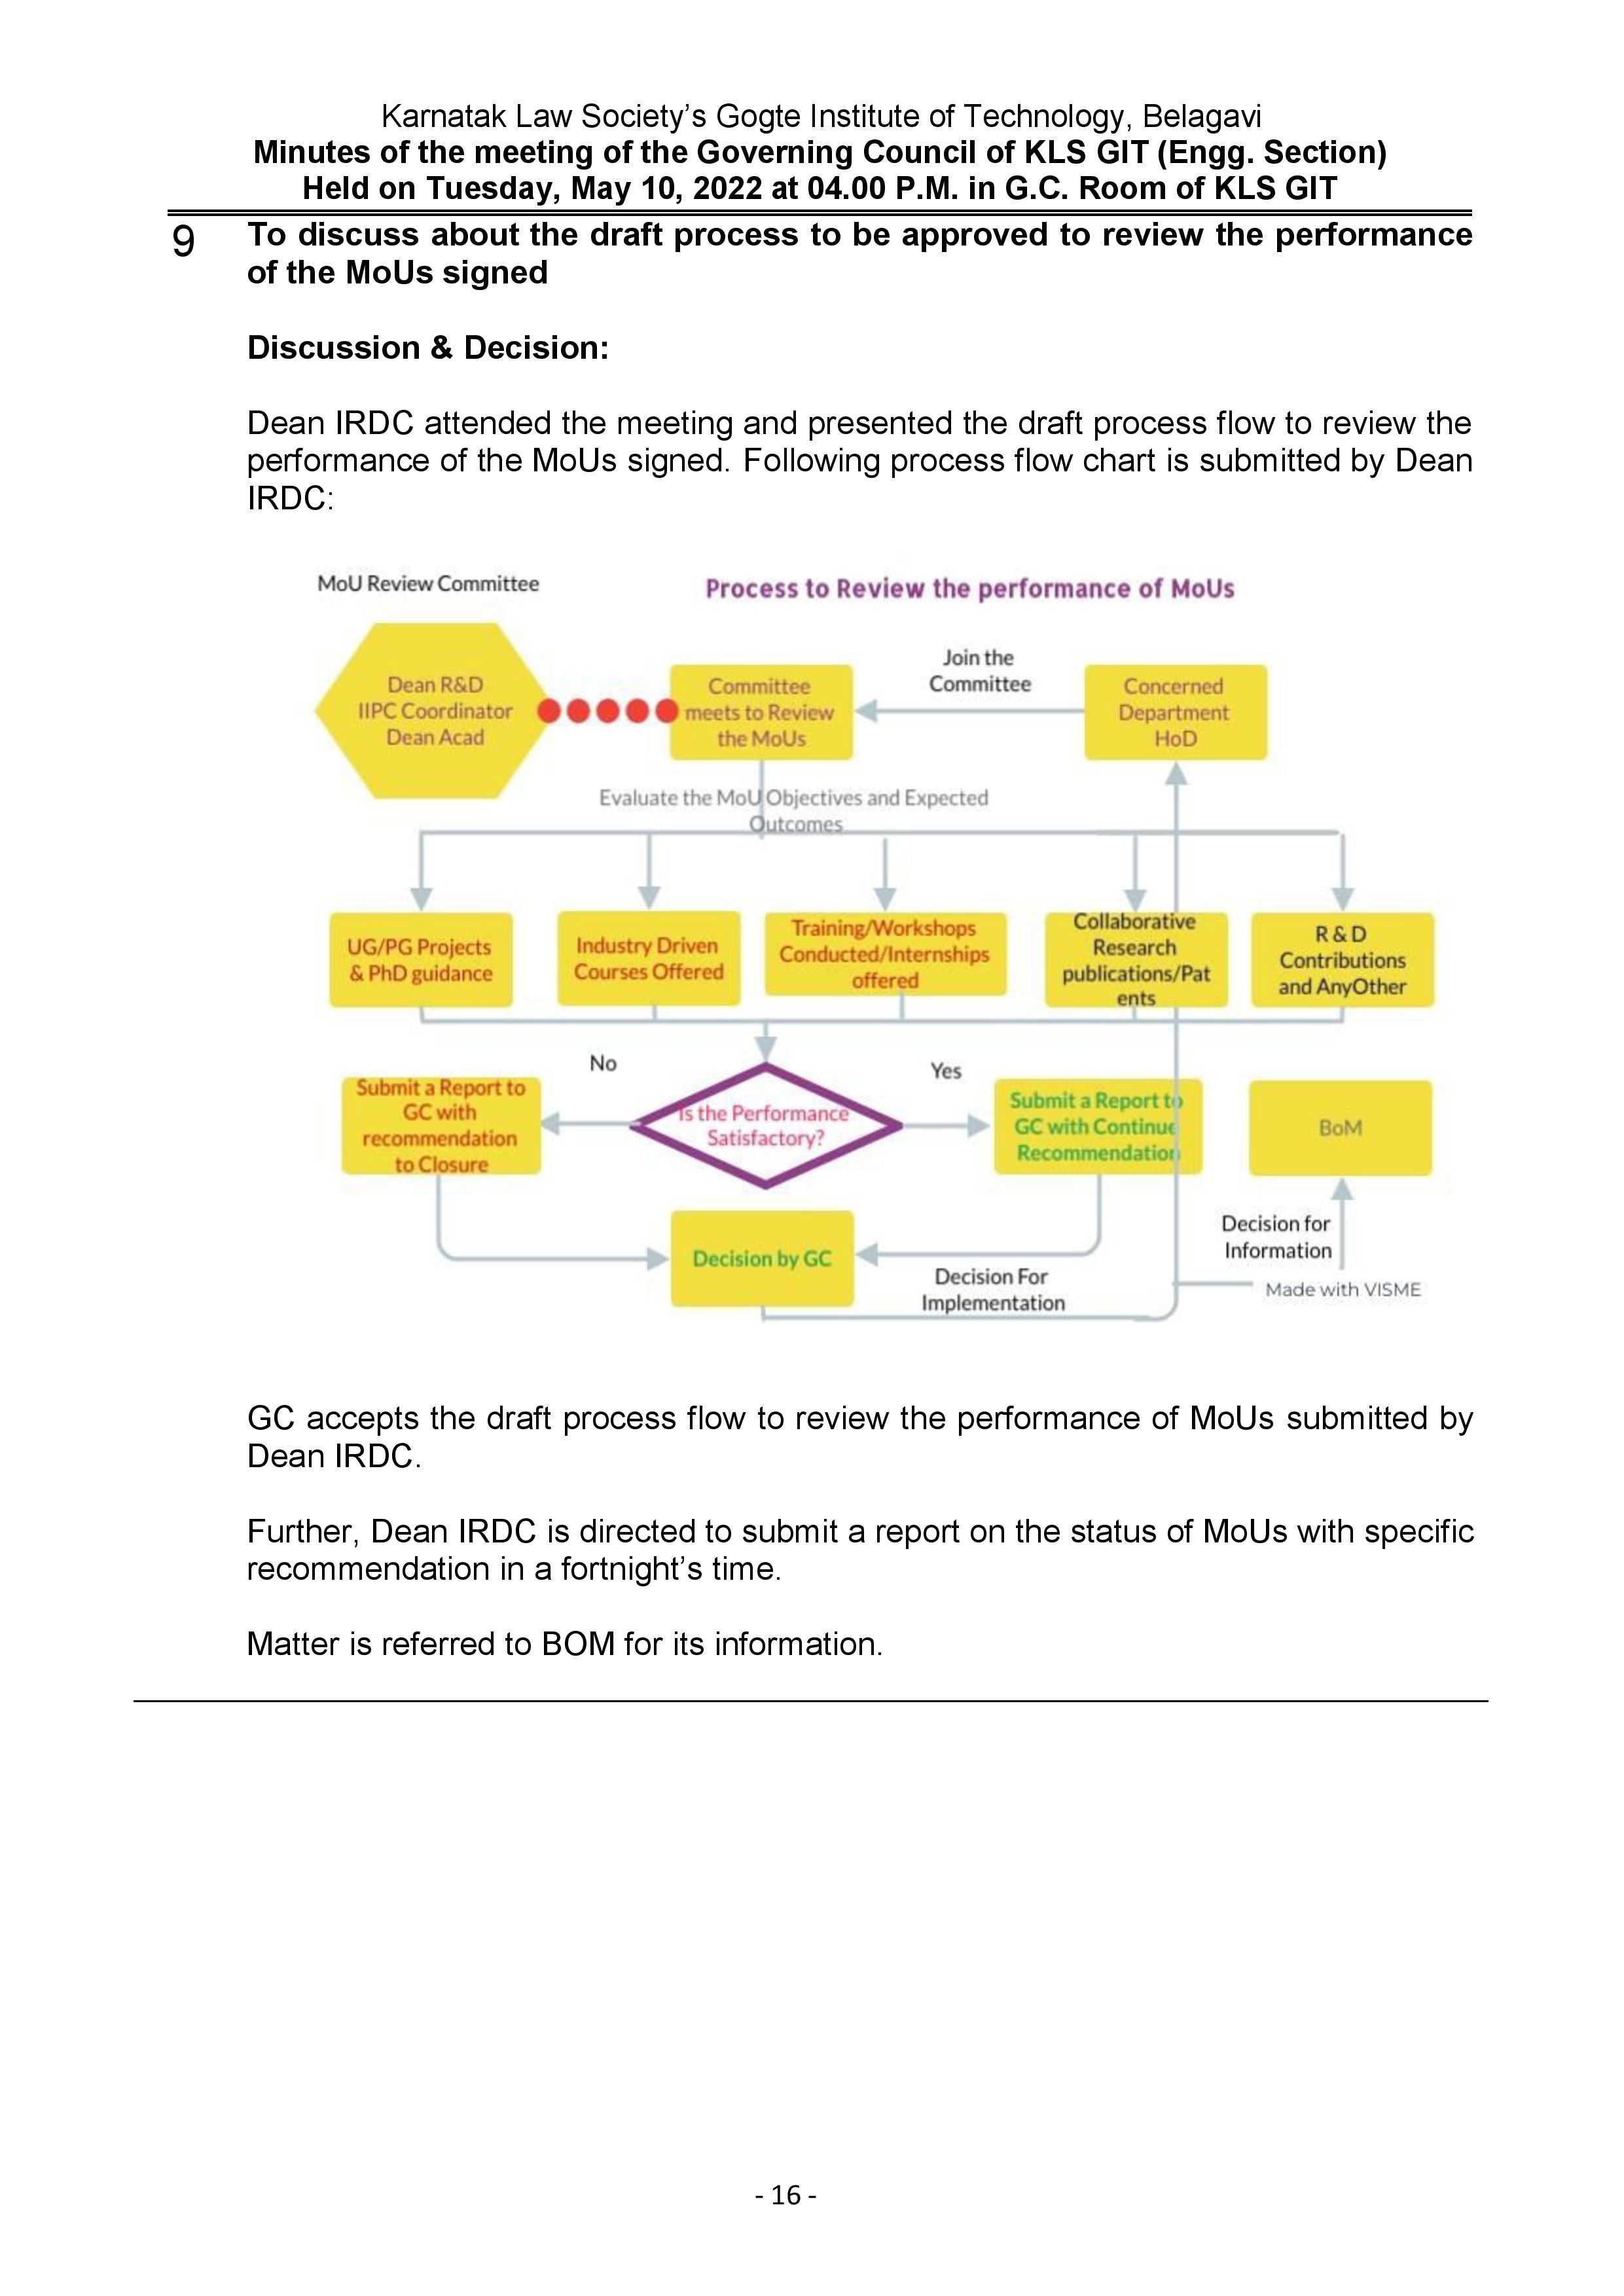 Karnatak Law Society’s Gogte Institute of Technology, Belagavi
Minutes of the meeting of the Governing Council of KLS GIT (Engg. Section)
Held on Tuesday, May 10, 2022 at 04.00 P.M. in G.C. Room of KLS GIT
9 To discuss about the draft process to be approved to review the performance
of the MoUs signed
Discussion & Decision:
Dean IRDC attended the meeting and presented the draft process flow to review the
performance of the MoUs signed. Following process flow chart is submitted by Dean
IRDC:
MoU Review Committee
Process to Review the performance of MoUs
Dean R&D
IIPC Coordinator
Dean Acad
Committee
meets to Review
the MoUs
Join the
Committee
Concerned
Department
HoD
Evaluate the MoU Objectives and Expected
Outcomes
UG/PG Projects
& PhD guidance
Industry Driven
Courses Offered
Training/Workshops
Conducted/Internships
offered
Collaborative
Research
publications/Pat
ents
R & D
Contributions
and AnyOther
No
Yes
Submit a Report to
GC with
recommendation
to Closure
Is the Performance
Satisfactory?
Submit a Report to
GC with Continue
Recommendation
BoM
Decision by GC
Decision For
Implementation
Decision for
Information
Made with VISME
GC accepts the draft process flow to review the performance of MoUs submitted by
Dean IRDC.
Further, Dean IRDC is directed to submit a report on the status of MoUs with specific
recommendation in a fortnight’s time.
Matter is referred to BOM for its information.
- 16 -